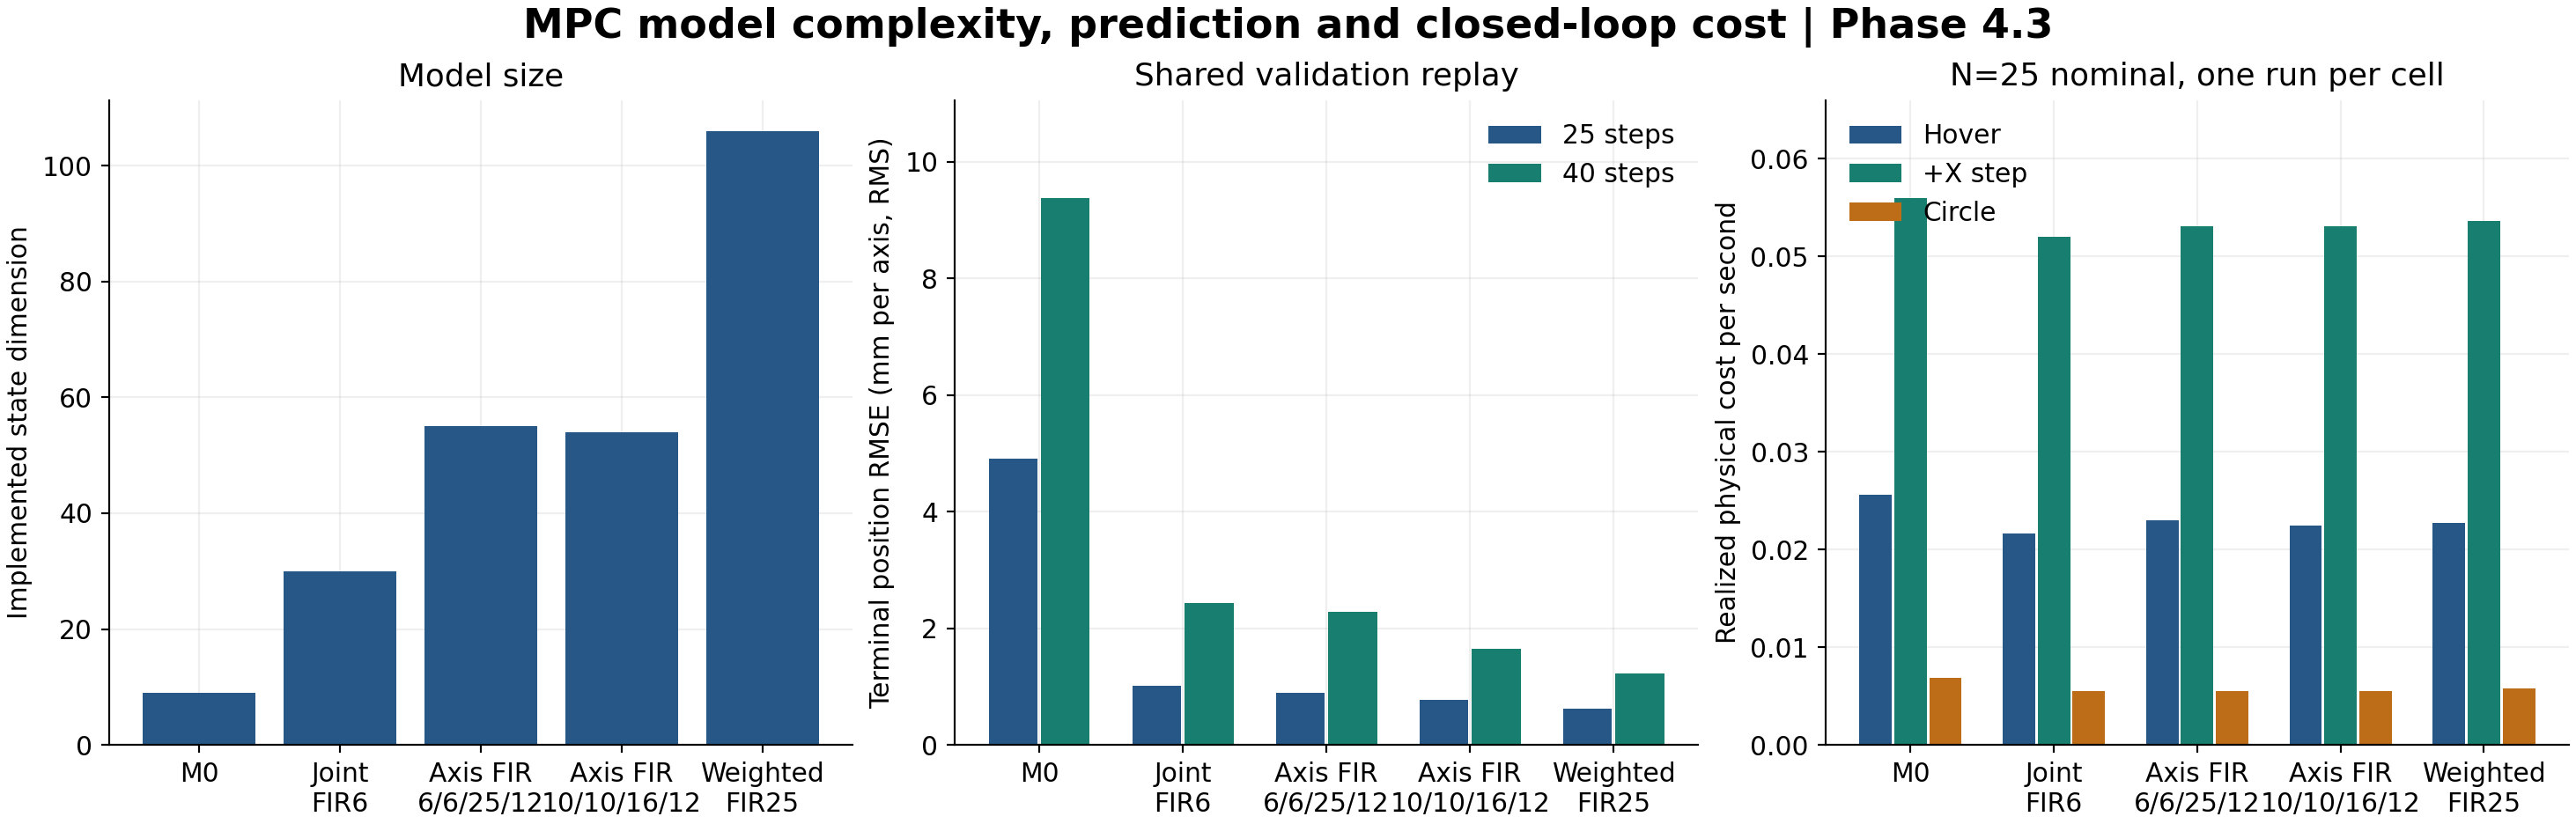 MPC model complexity, prediction and closed-loop cost | Phase 4.3
Model size
Implemented state dimension
100
80
60
40
20
0
M0
Joint
FIR6
Axis FIR
6/6/25/12
Axis FIR
10/10/16/12
Weighted
FIR25
Shared validation replay
Terminal position RMSE (mm per axis, RMS)
25 steps
40 steps
10
8
6
4
2
0
M0
Joint
FIR6
Axis FIR
6/6/25/12
Axis FIR
10/10/16/12
Weighted
FIR25
N=25 nominal, one run per cell
Realized physical cost per second
Hover
+X step
Circle
0.06
0.05
0.04
0.03
0.02
0.01
0.00
M0
Joint
FIR6
Axis FIR
6/6/25/12
Axis FIR
10/10/16/12
Weighted
FIR25